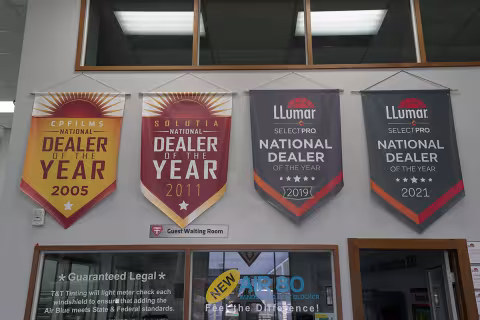 CPFILMS
NATIONAL
DEALER
OF THE
YEAR
2005
SOLUTIA
NATIONAL
DEALER
OF THE
YEAR
2011
LLumar
SELECTPRO
NATIONAL
DEALER
OF THE YEAR
2019
LLumar
SELECTPRO
NATIONAL
DEALER
OF THE YEAR
2021
Guest Waiting Room
*Guaranteed Legal*
T&T Tinting will light meter check each
windshield to ensure that adding the
Air Blue meets State & Federal standards.
NEW
AIR 80
Feel the Difference!